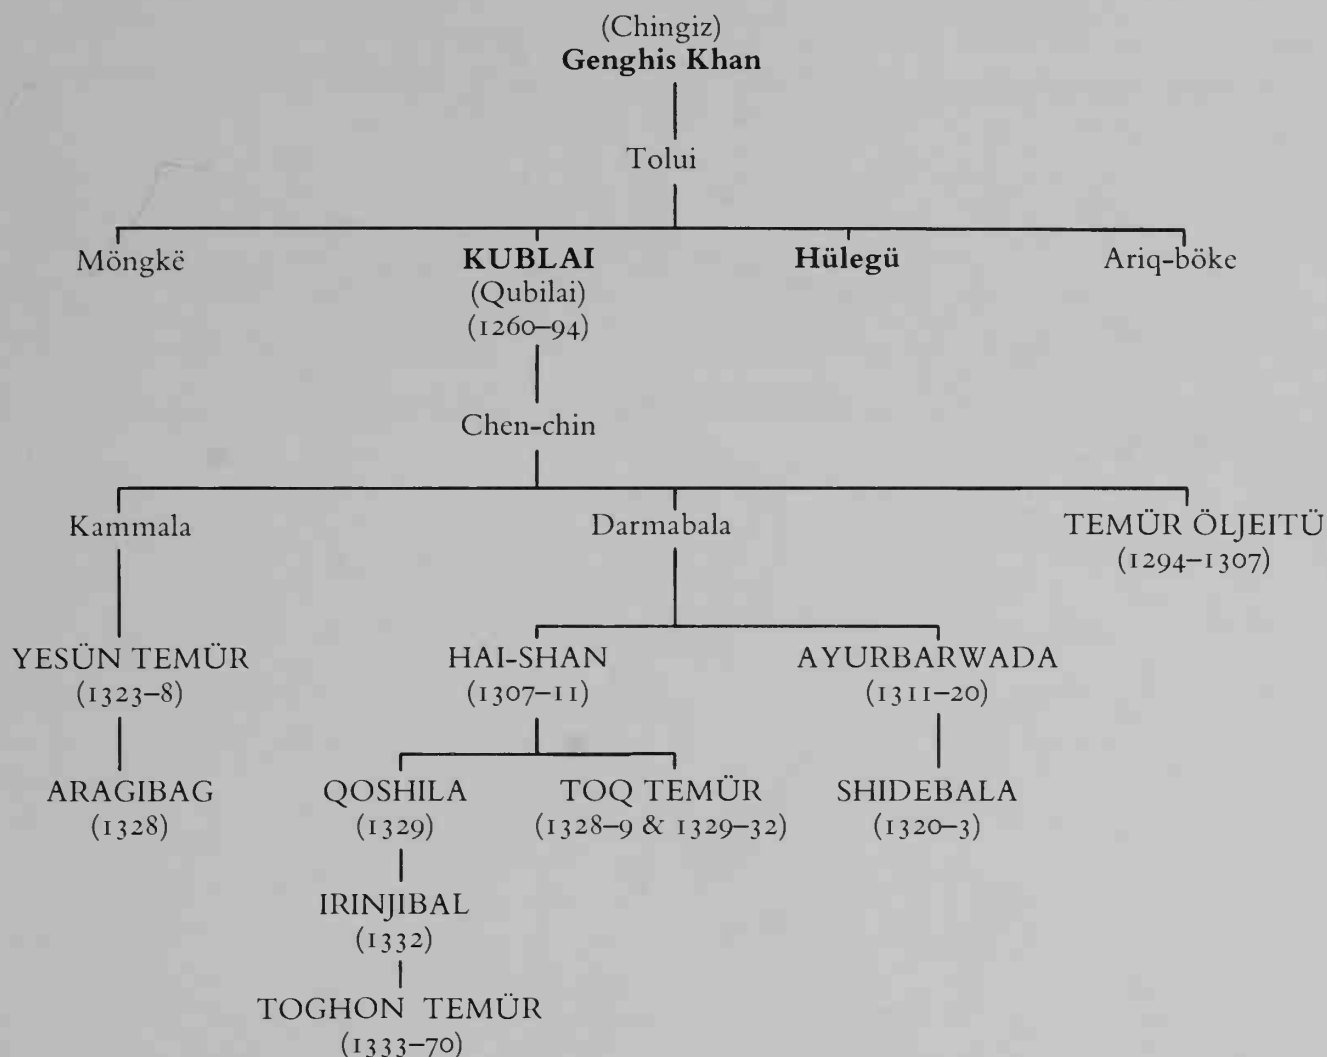 (Chingiz)
Genghis Khan
Tolui
Möngkë
KUBLAI
(Qubilai)
(1260–94)
Hülegü
Ariq-böke
Chen-chin
Kammala
Darmabala
TEMÜR ÖLJEITÜ
(1294–1307)
YESÜN TEMÜR
(1323–8)
HAI-SHAN
(1307–11)
AYURBARWADA
(1311–20)
ARAGIBAG
(1328)
QOSHILA
(1329)
TOQ TEMÜR
(1328–9 & 1329–32)
SHIDEBALA
(1320–3)
IRINJIBAL
(1332)
TOGHON TEMÜR
(1333–70)